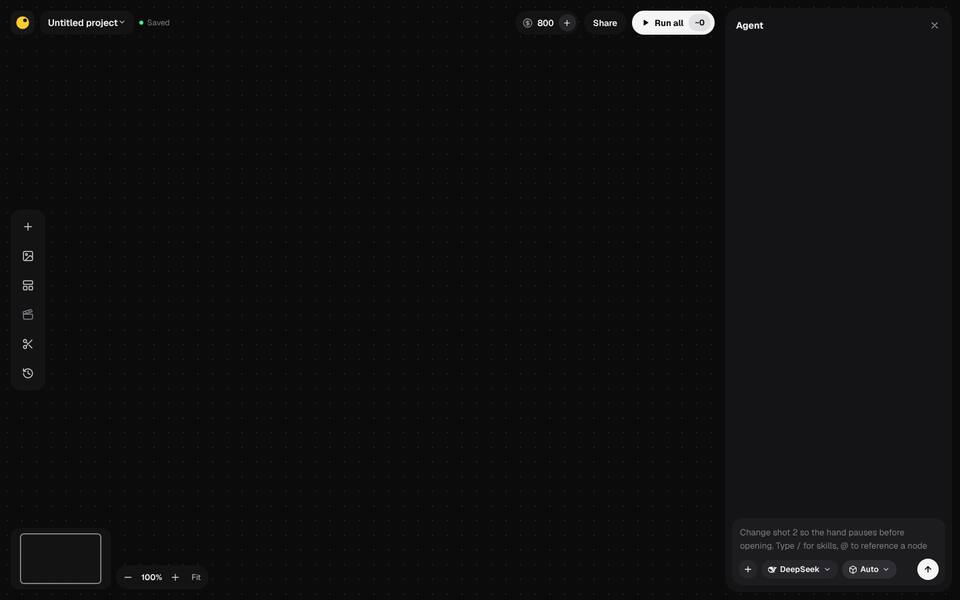 Untitled project
Saved
800
Share
Run all
~0
Agent
100%
Fit
Change shot 2 so the hand pauses before
opening. Type / for skills, @ to reference a node
DeepSeek
Auto